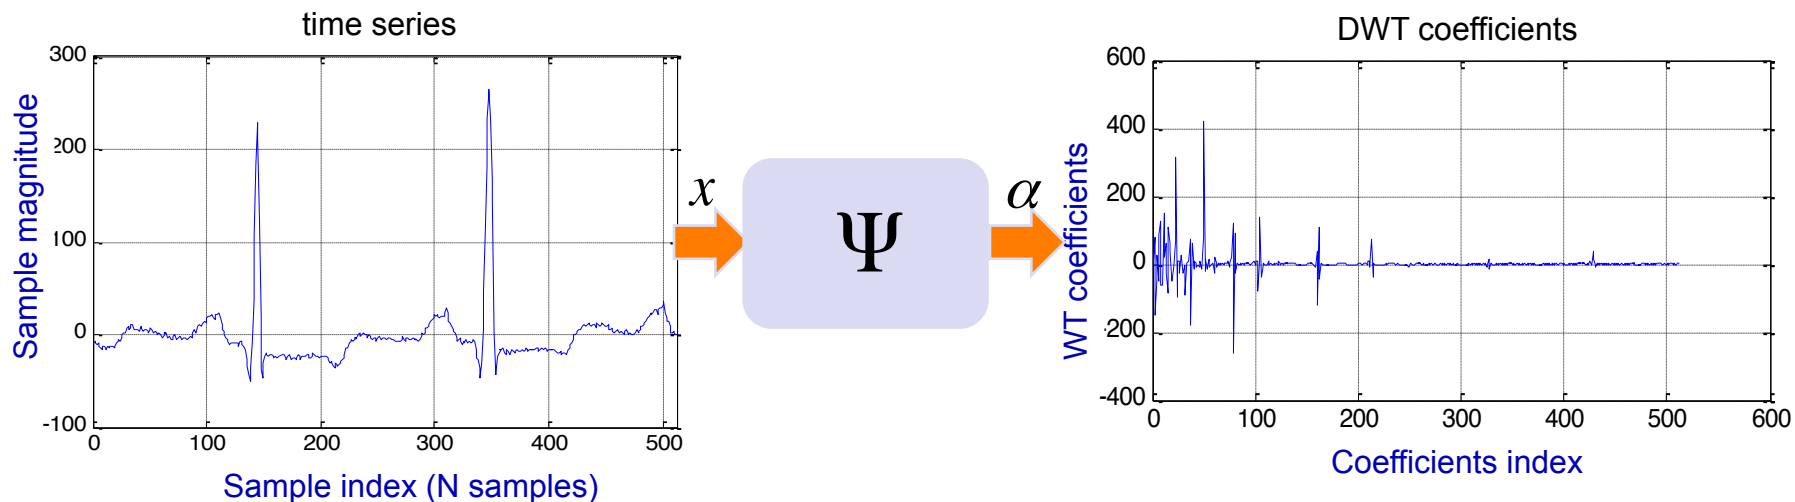 time series
DWT coefficients
300
200
100
0
-100
0
100
200
300
400
500
Sample magnitude
Sample index (N samples)
x
Ψ
α
600
400
200
0
-200
-400
0
100
200
300
400
500
600
WT coefficients
Coefficients index